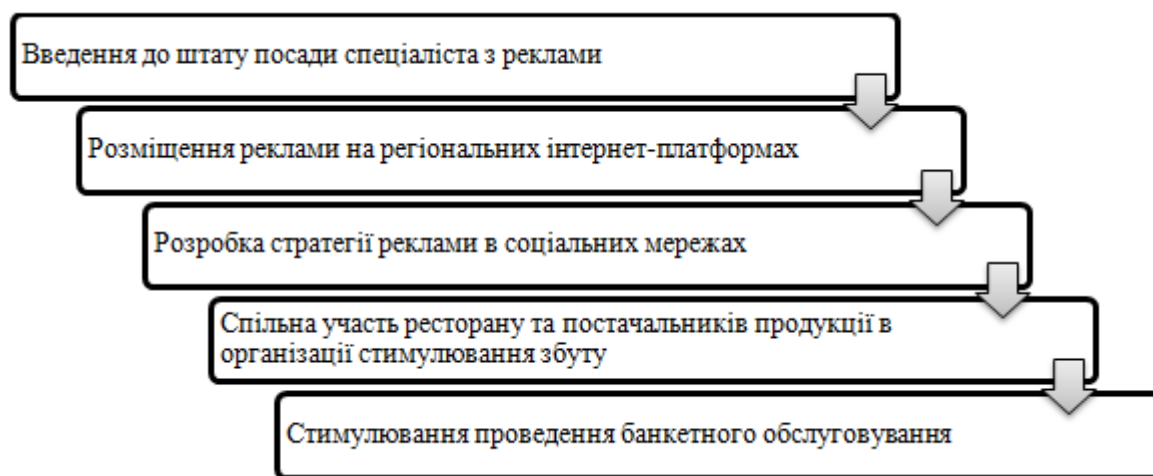 Введення до штату посади спеціаліста з реклами
Розміщення реклами на регіональних інтернет-платформах
Розробка стратегії реклами в соціальних мережах
Спільна участь ресторану та постачальників продукції в
організації стимулювання збуту
Стимулювання проведення банкетного обслуговування